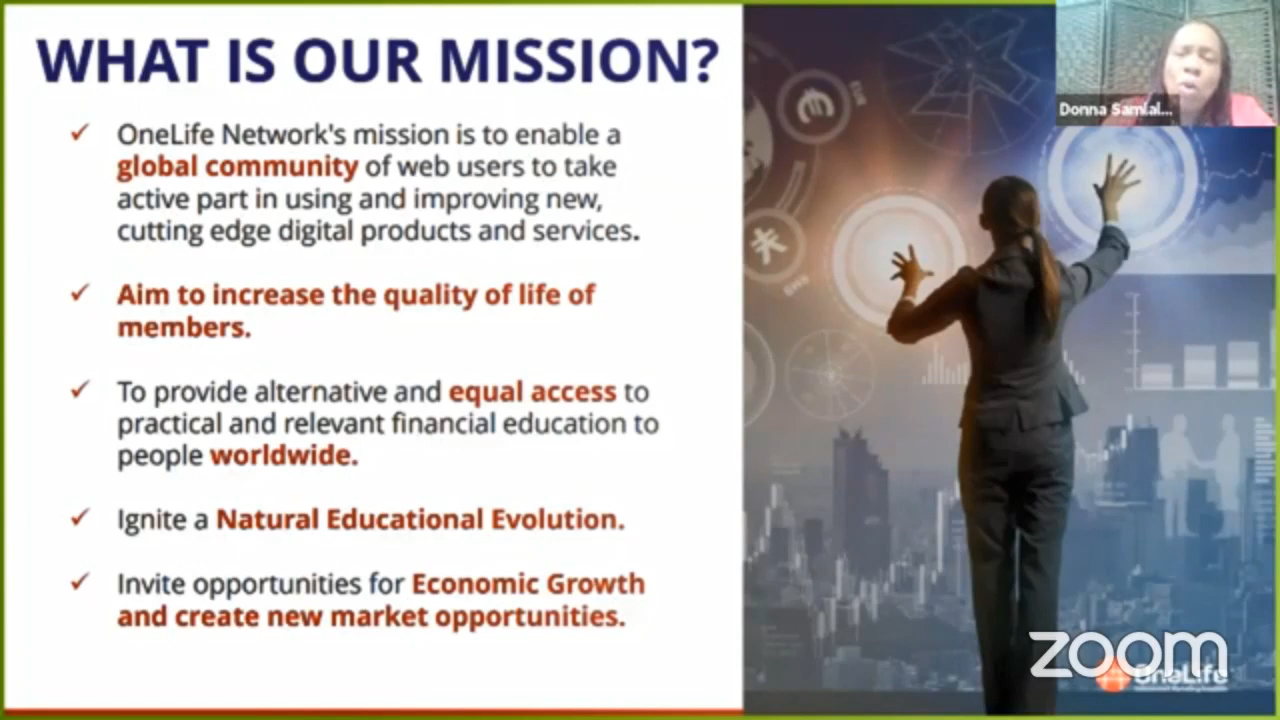 WHAT IS OUR MISSION?
Donna Samlal...
✓ OneLife Network's mission is to enable a
global community of web users to take
active part in using and improving new,
cutting edge digital products and services.
✓ Aim to increase the quality of life of
members.
✓ To provide alternative and equal access to
practical and relevant financial education to
people worldwide.
✓ Ignite a Natural Educational Evolution.
✓ Invite opportunities for Economic Growth
and create new market opportunities.
zoom
OneLife